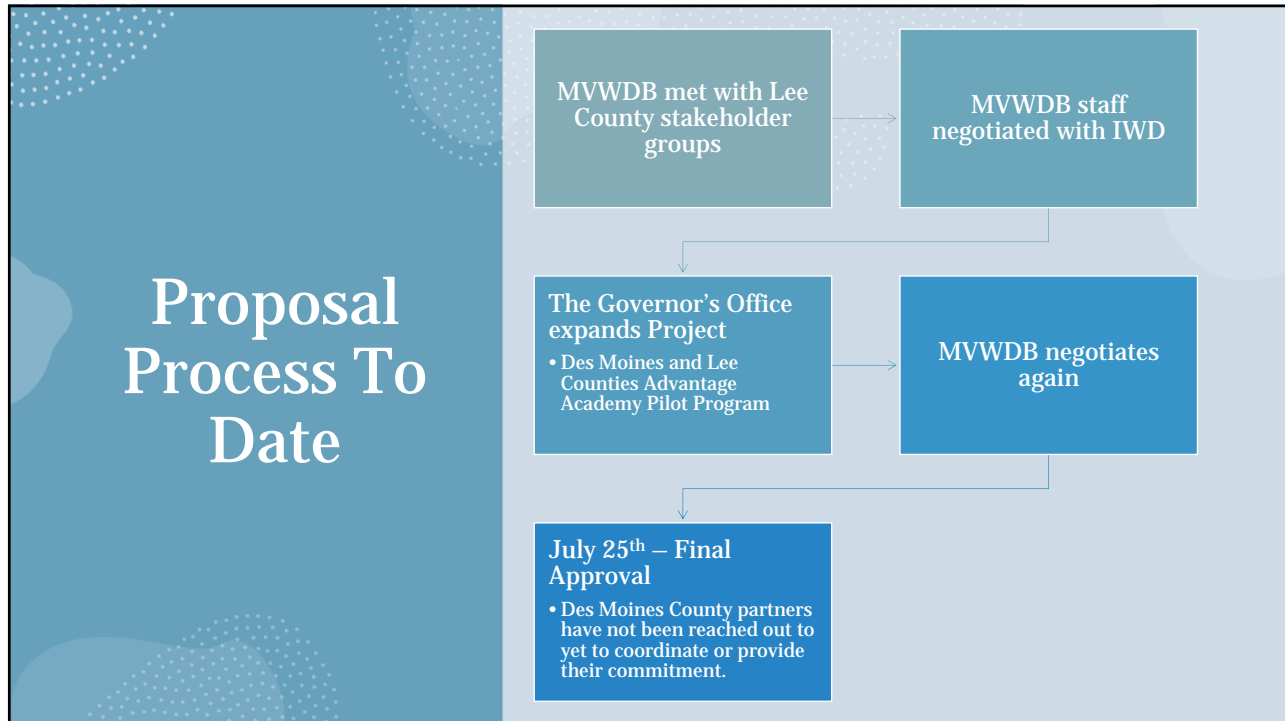 Proposal
Process To
Date
MVWDB met with Lee
County stakeholder
groups
MVWDB staff
negotiated with IWD
The Governor’s Office
expands Project
• Des Moines and Lee
Counties Advantage
Academy Pilot Program
MVWDB negotiates
again
July 25th – Final
Approval
• Des Moines County partners
have not been reached out to
yet to coordinate or provide
their commitment.